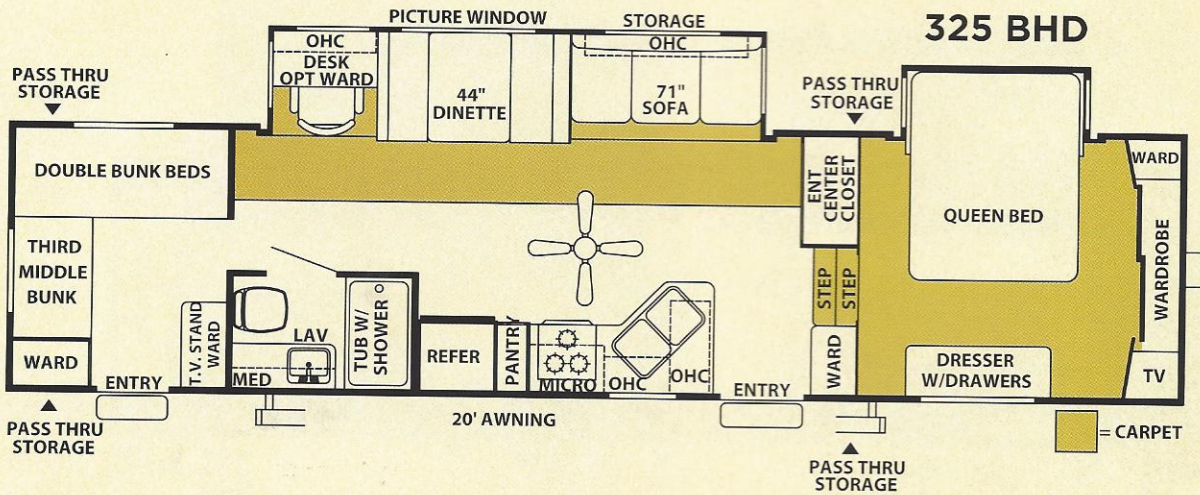 PICTURE WINDOW
STORAGE
325 BHD
OHC
DESK
OPT WARD
OHC
PASS THRU
STORAGE
44"
DINETTE
71"
SOFA
PASS THRU
STORAGE
DOUBLE BUNK BEDS
ENT
CENTER
CLOSET
WARD
QUEEN BED
WARDROBE
THIRD
MIDDLE
BUNK
STEP
STEP
T.V. STAND
WARD
LAV
TUB W/
SHOWER
REFER
PANTRY
WARD
MED
MICRO
OHC
OHC
WARD
DRESSER
W/DRAWERS
TV
ENTRY
ENTRY
20' AWNING
PASS THRU
STORAGE
= CARPET
PASS THRU
STORAGE